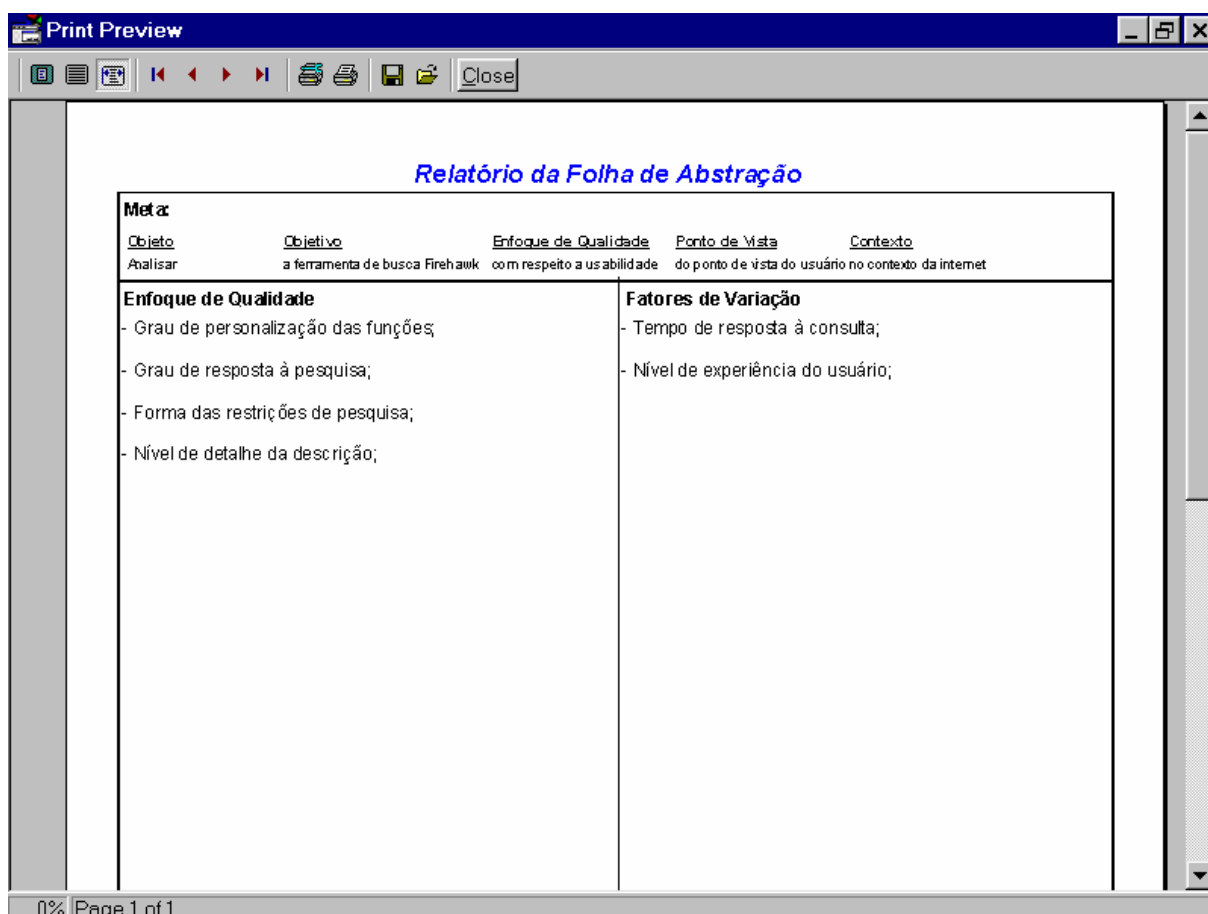 Print Preview
Close
Relatório da Folha de Abstração
Meta:
Objeto Objetivo Enfoque de Qualidade Ponto de Vista Contexto
Analisar a ferramenta de busca Firehawk com respeito a usabilidade do ponto de vista do usuário no contexto da internet
Enfoque de Qualidade Fatores de Variação
- Grau de personalização das funções; - Tempo de resposta à consulta;
- Grau de resposta à pesquisa; - Nível de experiência do usuário;
- Forma das restrições de pesquisa;
- Nível de detalhe da descrição;
0% Page 1 of 1